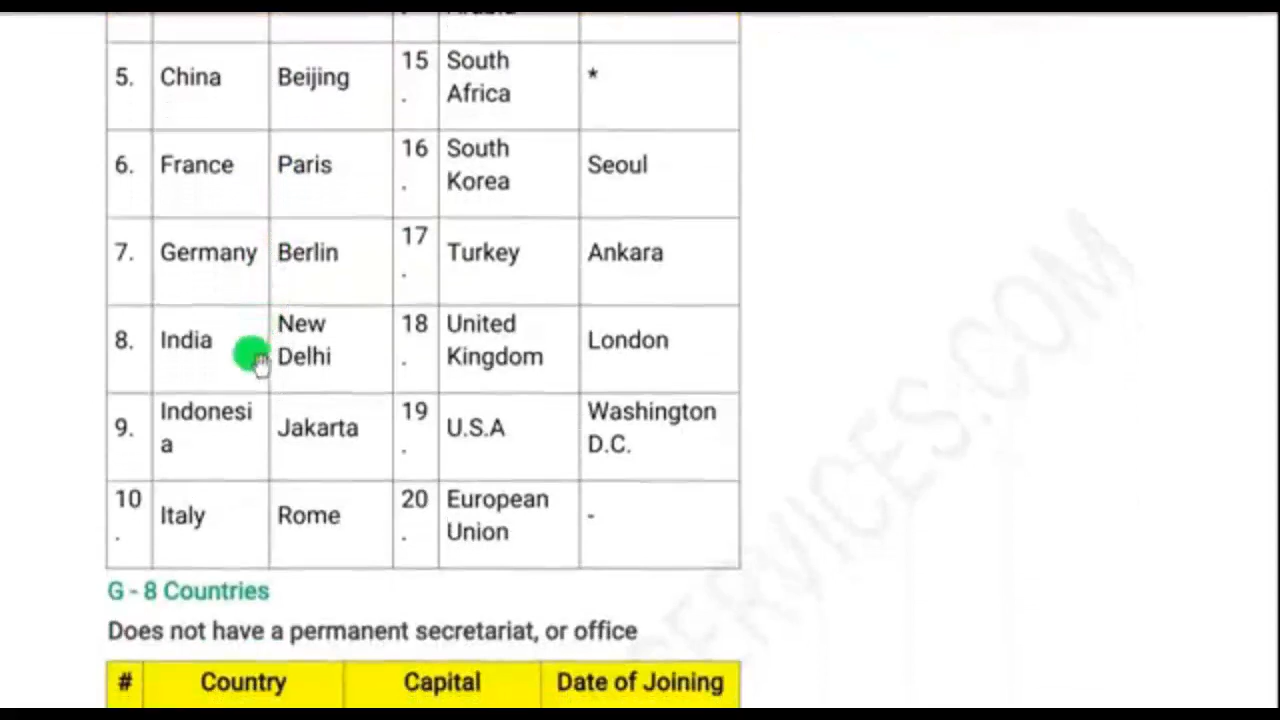 5. China Beijing 15 South
. Africa *
6. France Paris 16 South
. Korea Seoul
7. Germany Berlin 17
. Turkey Ankara
8. India New Delhi 18 United
. Kingdom London
9. Indonesi
a Jakarta 19
. U.S.A Washington
D.C.
10
. Italy Rome 20
. European
Union -
G - 8 Countries
Does not have a permanent secretariat, or office
# Country Capital Date of Joining
SERVICES.COM